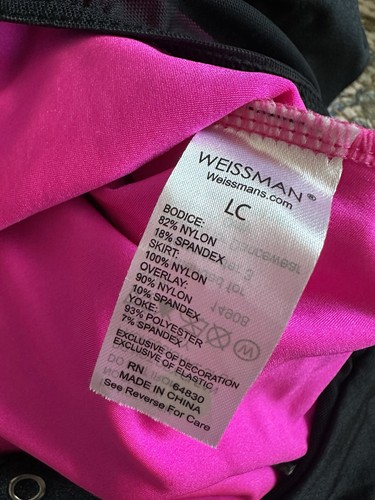 WEISSMAN®
Weissmans.com
LC
BODICE:
82% NYLON
18% SPANDEX
SKIRT:
100% NYLON
OVERLAY:
90% NYLON
10% SPANDEX
YOKE:
93% POLYESTER
7% SPANDEX
EXCLUSIVE OF DECORATION
EXCLUSIVE OF ELASTIC
RN 64830
MADE IN CHINA
See Reverse For Care
14908